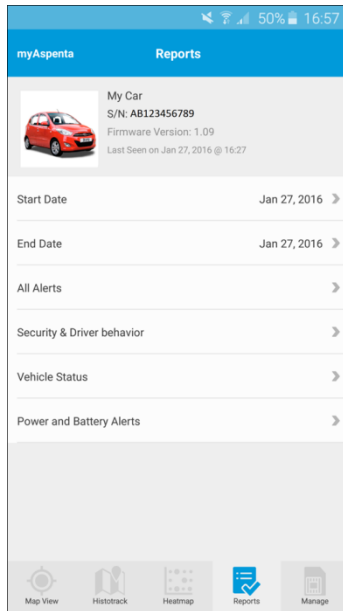 50% 16:57
myAspenta Reports
My Car
S/N: AB123456789
Firmware Version: 1.09
Last Seen on Jan 27, 2016 @ 16:27
Start Date Jan 27, 2016
End Date Jan 27, 2016
All Alerts
Security & Driver behavior
Vehicle Status
Power and Battery Alerts
Map View Histotrack Heatmap Reports Manage